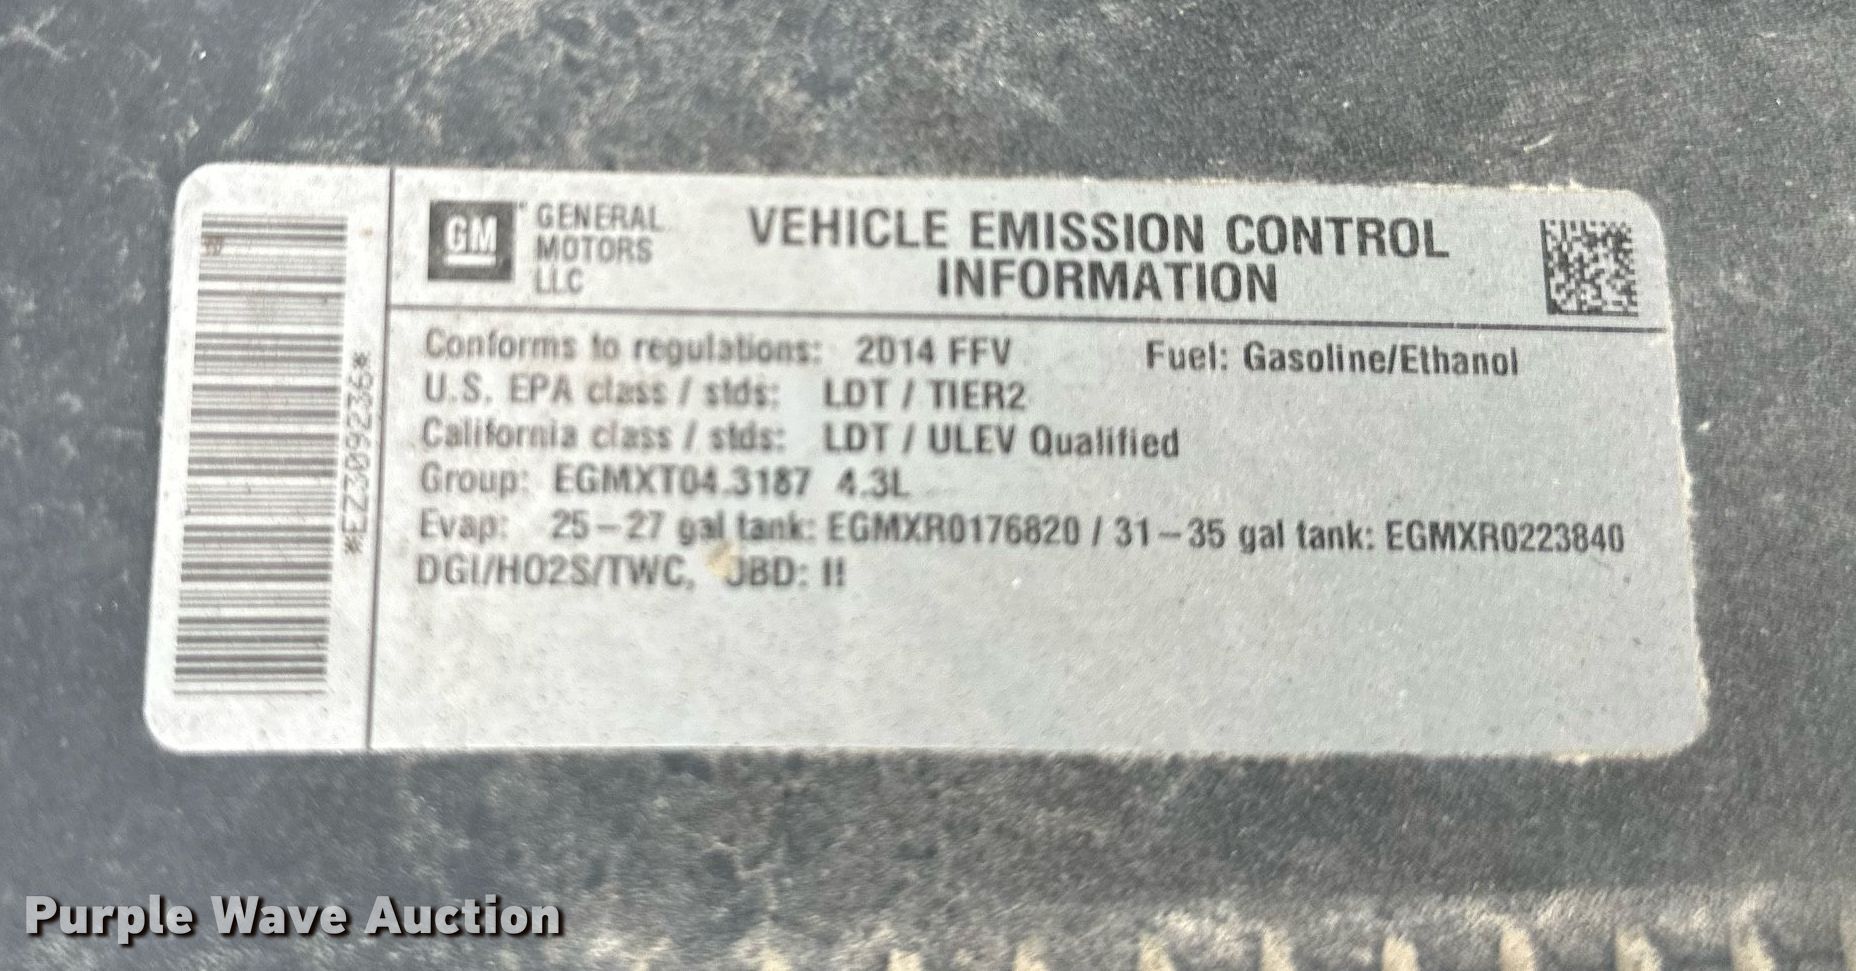 GM GENERAL MOTORS LLC
VEHICLE EMISSION CONTROL
INFORMATION
Conforms to regulations: 2014 FFV Fuel: Gasoline/Ethanol
U.S. EPA class / stds: LDT / TIER2
California class / stds: LDT / ULEV Qualified
Group: EGMXT04.3187 4.3L
Evap: 25-27 gal tank: EGMXR0176820 / 31-35 gal tank: EGMXR0223840
DGI/HO2S/TWC, OBD: II
*EZ309236*
Purple Wave Auction